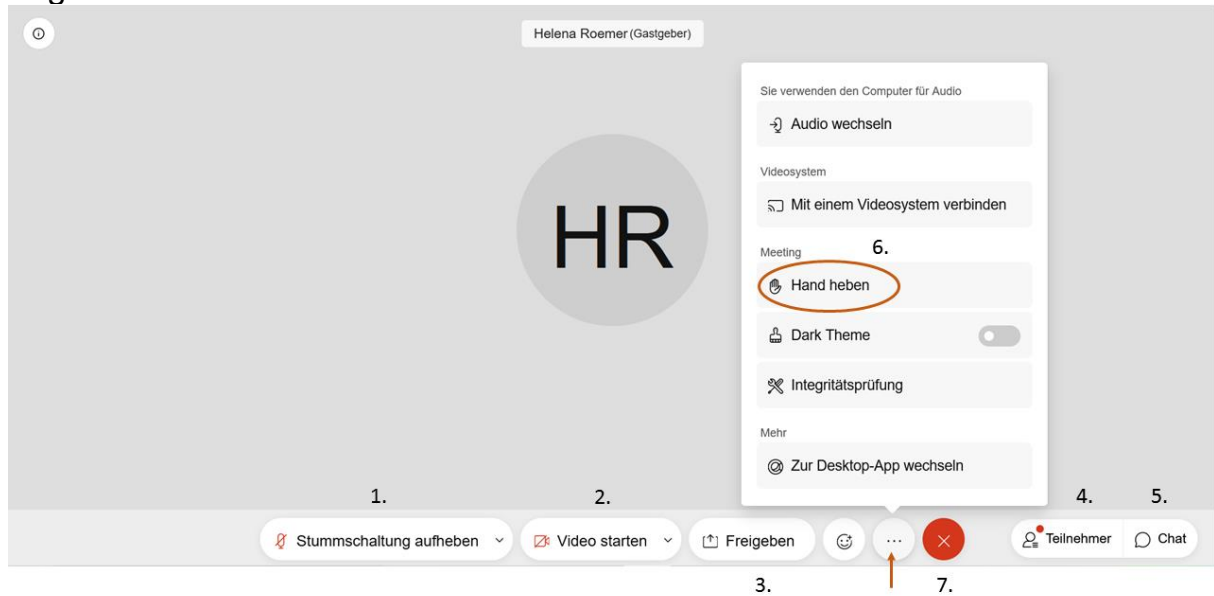 Helena Roemer (Gastgeber)
Sie verwenden den Computer für Audio
Audio wechseln
Videosystem
Mit einem Videosystem verbinden
HR
Meeting
6.
Hand heben
Dark Theme
Integritätsprüfung
Mehr
Zur Desktop-App wechseln
1.
2.
4.
5.
Stummschaltung aufheben
Video starten
Freigeben
...
Teilnehmer
Chat
3.
7.